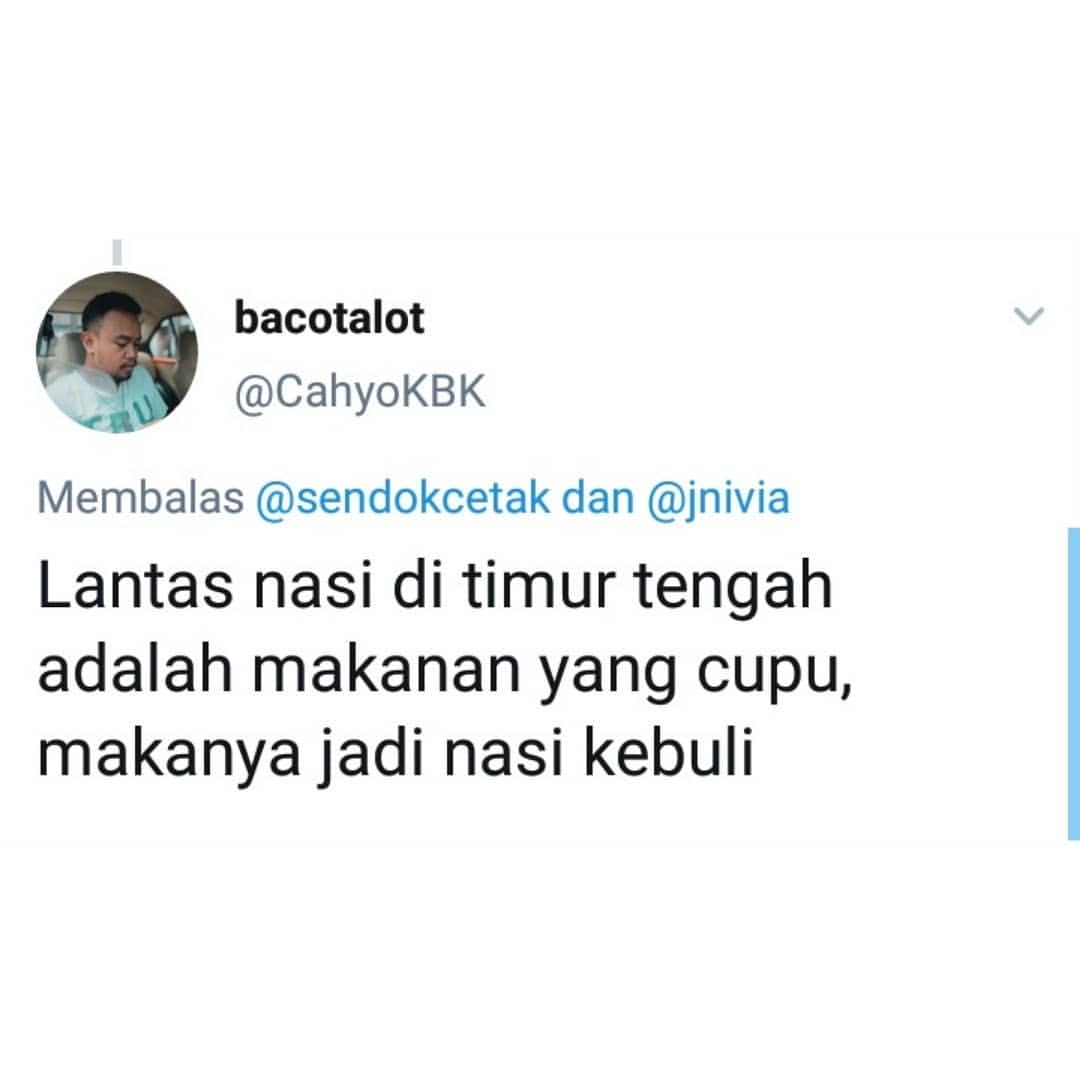 bacotalot
@CahyoKBK
Membalas @sendokcetak dan @jnivia
Lantas nasi di timur tengah
adalah makanan yang cupu,
makanya jadi nasi kebuli